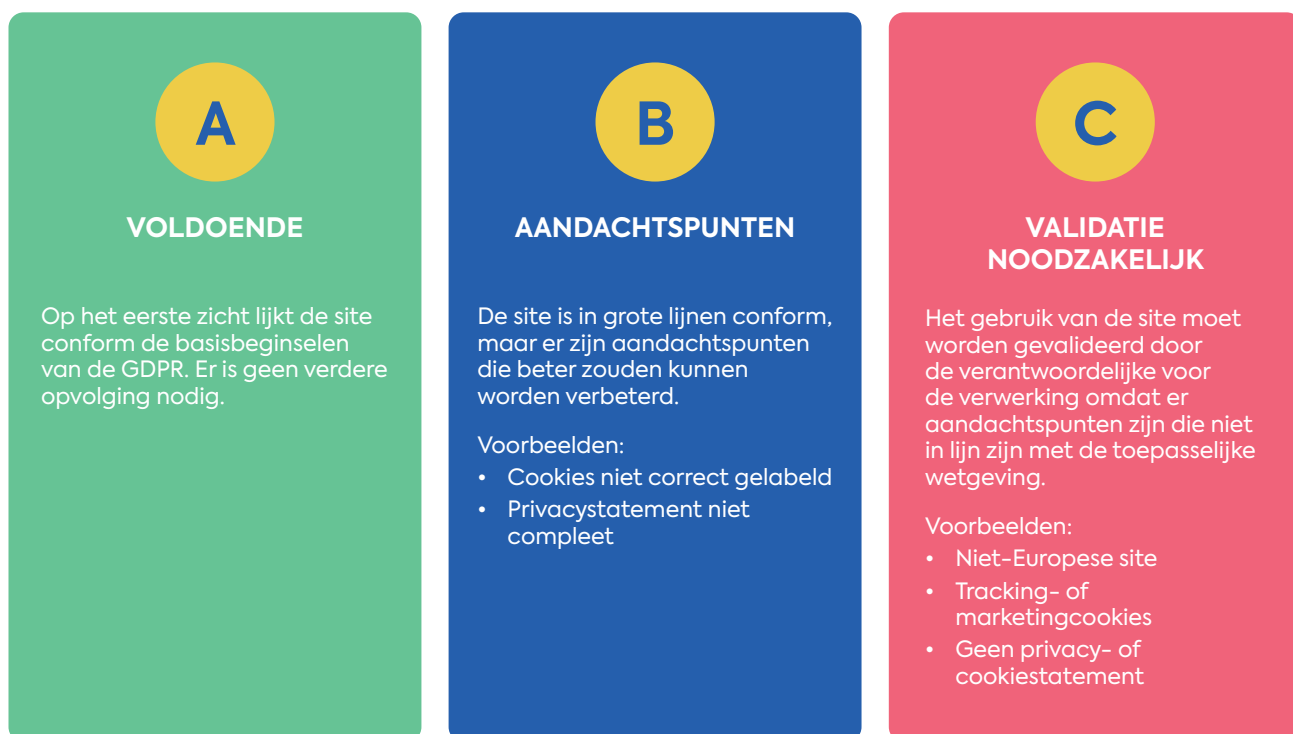 A
VOLDOENDE
Op het eerste zicht lijkt de site
conform de basisbeginselen
van de GDPR. Er is geen verdere
opvolging nodig.
B
AANDACHTSPUNTEN
De site is in grote lijnen conform,
maar er zijn aandachtspunten
die beter zouden kunnen
worden verbeterd.
Voorbeelden:
• Cookies niet correct gelabeld
• Privacystatement niet
compleet
C
VALIDATIE
NOODZAKELIJK
Het gebruik van de site moet
worden gevalideerd door
de verantwoordelijke voor
de verwerking omdat er
aandachtspunten zijn die niet
in lijn zijn met de toepasselijke
wetgeving.
Voorbeelden:
• Niet-Europese site
• Tracking- of
marketingcookies
• Geen privacy- of
cookiestatement